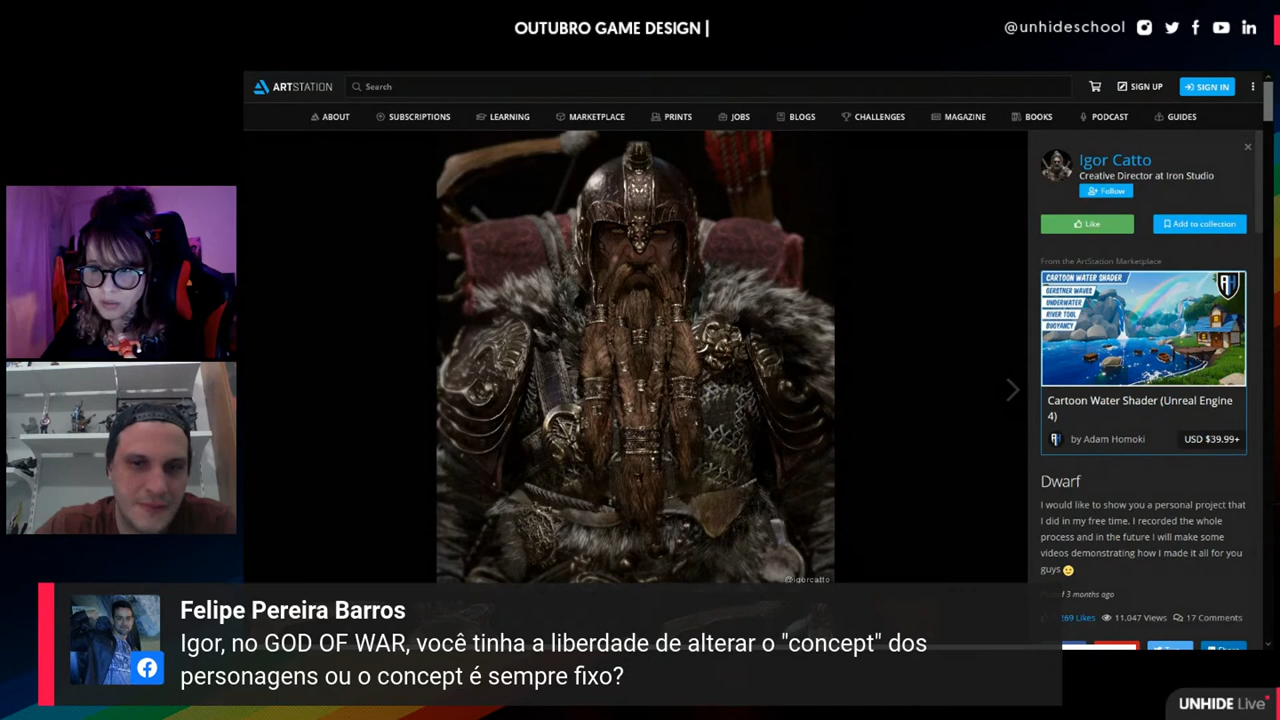 OUTUBRO GAME DESIGN |
@unhideschool
ARTSTATION
Search
SIGN UP
SIGN IN
ABOUT SUBSCRIPTIONS LEARNING MARKETPLACE PRINTS JOBS BLOGS CHALLENGES MAGAZINE BOOKS PODCAST GUIDES
Igor Catto
Creative Director at Iron Studio
Follow
Like
Add to collection
From the ArtStation Marketplace
CARTOON WATER SHADER
GERSTNER WAVES
UNDERWATER
RIVER TOOL
BUOYANCY
Cartoon Water Shader (Unreal Engine
4)
by Adam Homoki
USD $39.99+
Dwarf
I would like to show you a personal project that
I did in my free time. I recorded the whole
process and in the future I will make some
videos demonstrating how I made it all for you
guys
3 months ago
Likes 11,047 Views 17 Comments
@igorcatto
Felipe Pereira Barros
Igor, no GOD OF WAR, você tinha a liberdade de alterar o "concept" dos
personagens ou o concept é sempre fixo?
UNHIDE Live